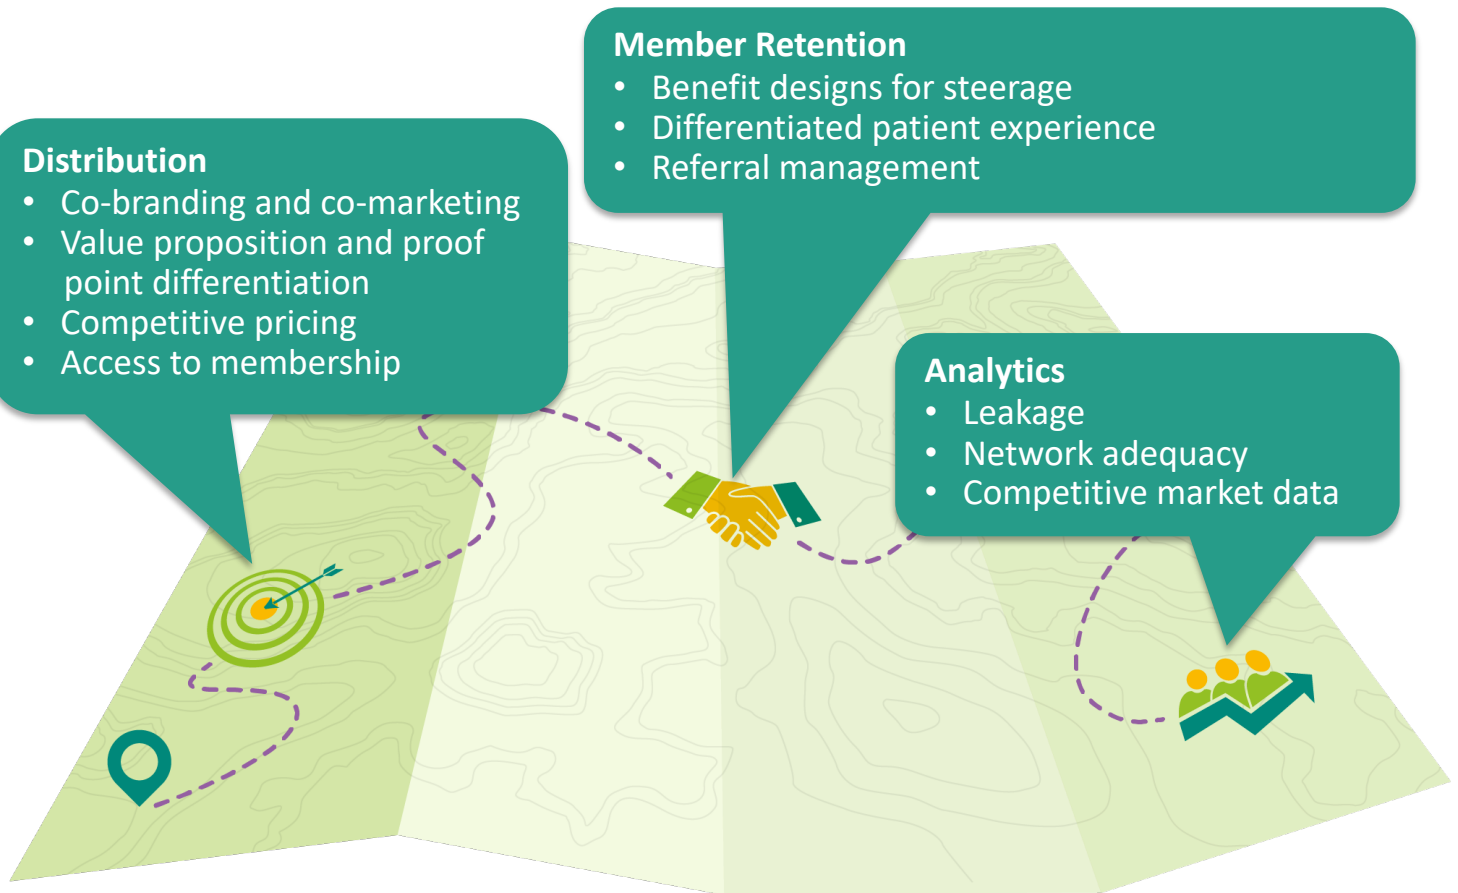 Member Retention
• Benefit designs for steerage
• Differentiated patient experience
• Referral management
Distribution
• Co-branding and co-marketing
• Value proposition and proof
point differentiation
• Competitive pricing
• Access to membership
Analytics
• Leakage
• Network adequacy
• Competitive market data